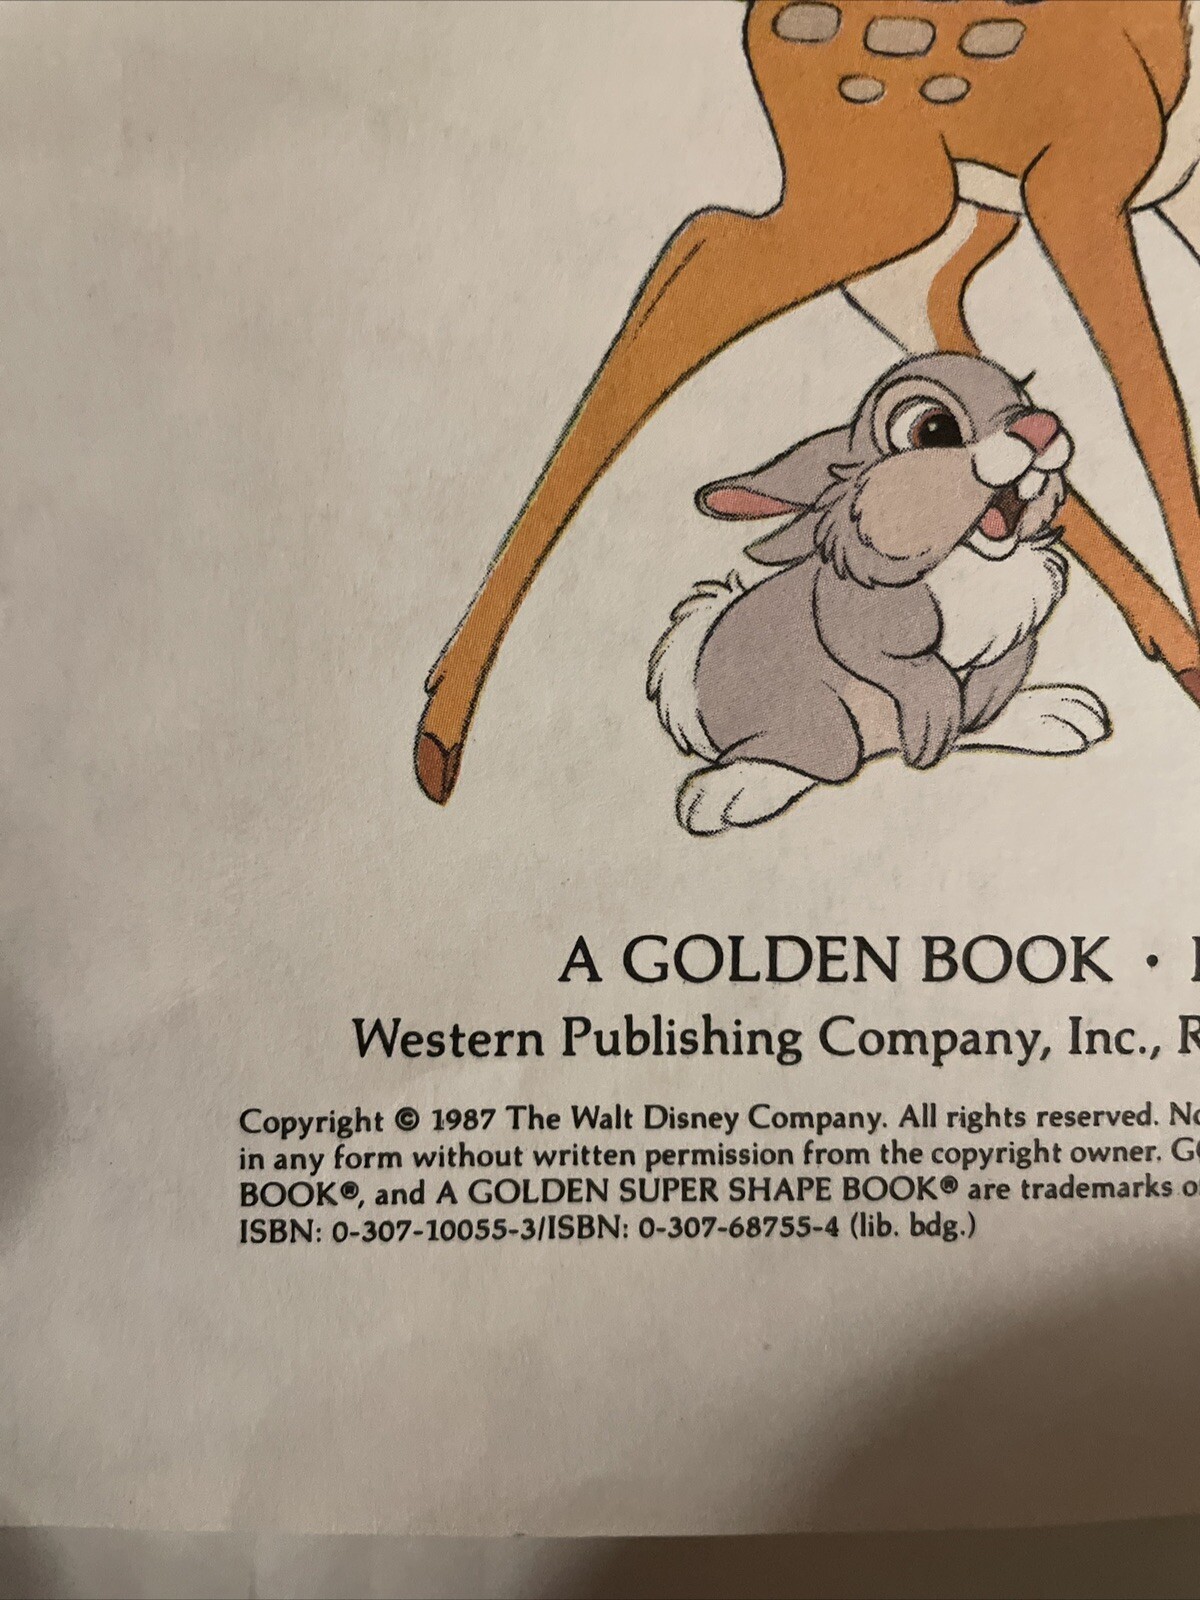 A GOLDEN BOOK •
Western Publishing Company, Inc.,
Copyright © 1987 The Walt Disney Company. All rights reserved.
in any form without written permission from the copyright owner.
BOOK®, and A GOLDEN SUPER SHAPE BOOK® are trademarks
ISBN: 0-307-10055-3/ISBN: 0-307-68755-4 (lib. bdg.)